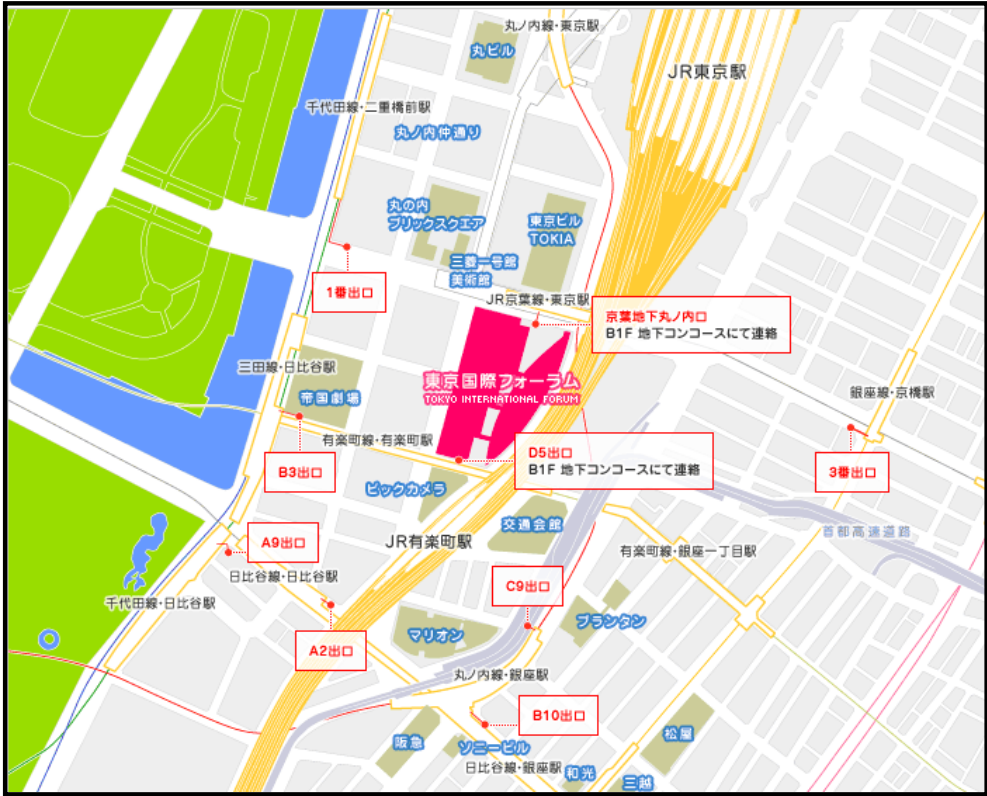 丸ノ内線・東京駅
丸ビル
JR東京駅
千代田線・二重橋前駅
丸ノ内仲通り
丸の内
ブリックスクエア
東京ビル
TOKIA
三菱一号館
美術館
1番出口
JR京葉線・東京駅
京葉地下丸ノ内口
B1F 地下コンコースにて連絡
三田線・日比谷駅
東京国際フォーラム
TOKYO INTERNATIONAL FORUM
帝国劇場
銀座線・京橋駅
有楽町線・有楽町駅
D5出口
B1F 地下コンコースにて連絡
B3出口
3番出口
ビックカメラ
交通会館
首都高速道路
A9出口
JR有楽町駅
有楽町線・銀座一丁目駅
日比谷線・日比谷駅
C9出口
千代田線・日比谷駅
プランタン
マリオン
A2出口
丸ノ内線・銀座駅
B10出口
松屋
阪急
ソニービル
日比谷線・銀座駅
和光
三越